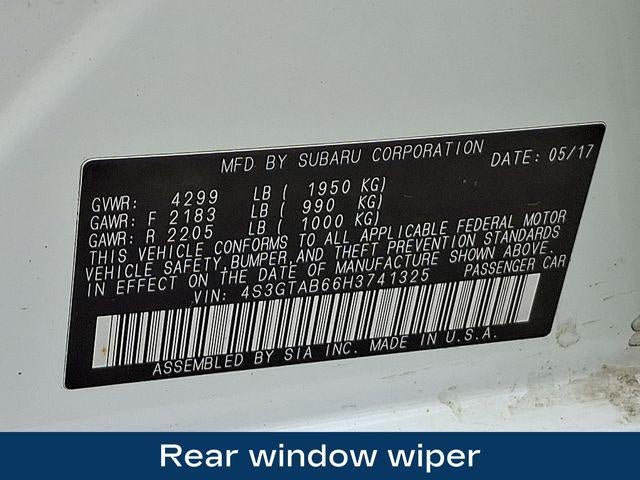 MFD BY SUBARU CORPORATION DATE: 05/17
GVWR: 4299 LB ( 1950 KG)
GAWR: F 2183 LB ( 990 KG)
GAWR: R 2205 LB ( 1000 KG)
THIS VEHICLE CONFORMS TO ALL APPLICABLE FEDERAL MOTOR
VEHICLE SAFETY, BUMPER, AND THEFT PREVENTION STANDARDS
IN EFFECT ON THE DATE OF MANUFACTURE SHOWN ABOVE.
VIN: 4S3GTAB66H3741325 PASSENGER CAR
ASSEMBLED BY SIA INC. MADE IN U.S.A.
Rear window wiper